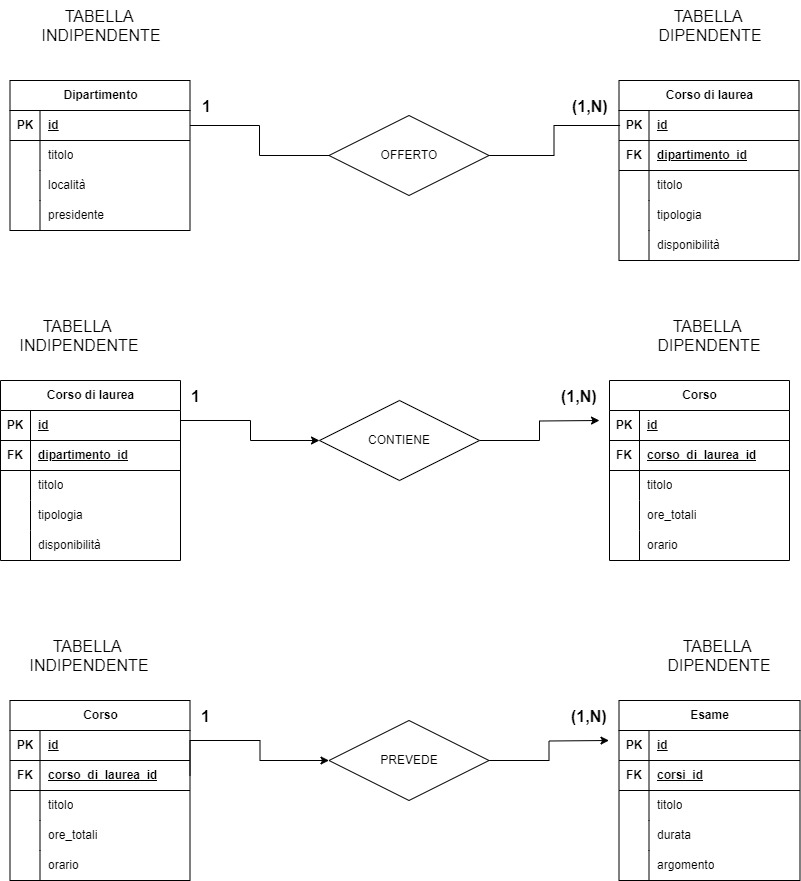 TABELLA
INDIPENDENTE
TABELLA
DIPENDENTE
Dipartimento
PK id
titolo
località
presidente
1
OFFERTO
(1,N)
Corso di laurea
PK id
FK dipartimento_id
titolo
tipologia
disponibilità
TABELLA
INDIPENDENTE
TABELLA
DIPENDENTE
Corso di laurea
PK id
FK dipartimento_id
titolo
tipologia
disponibilità
1
CONTIENE
(1,N)
Corso
PK id
FK corso_di_laurea_id
titolo
ore_totali
orario
TABELLA
INDIPENDENTE
TABELLA
DIPENDENTE
Corso
PK id
FK corso_di_laurea_id
titolo
ore_totali
orario
1
PREVEDE
(1,N)
Esame
PK id
FK corsi_id
titolo
durata
argomento